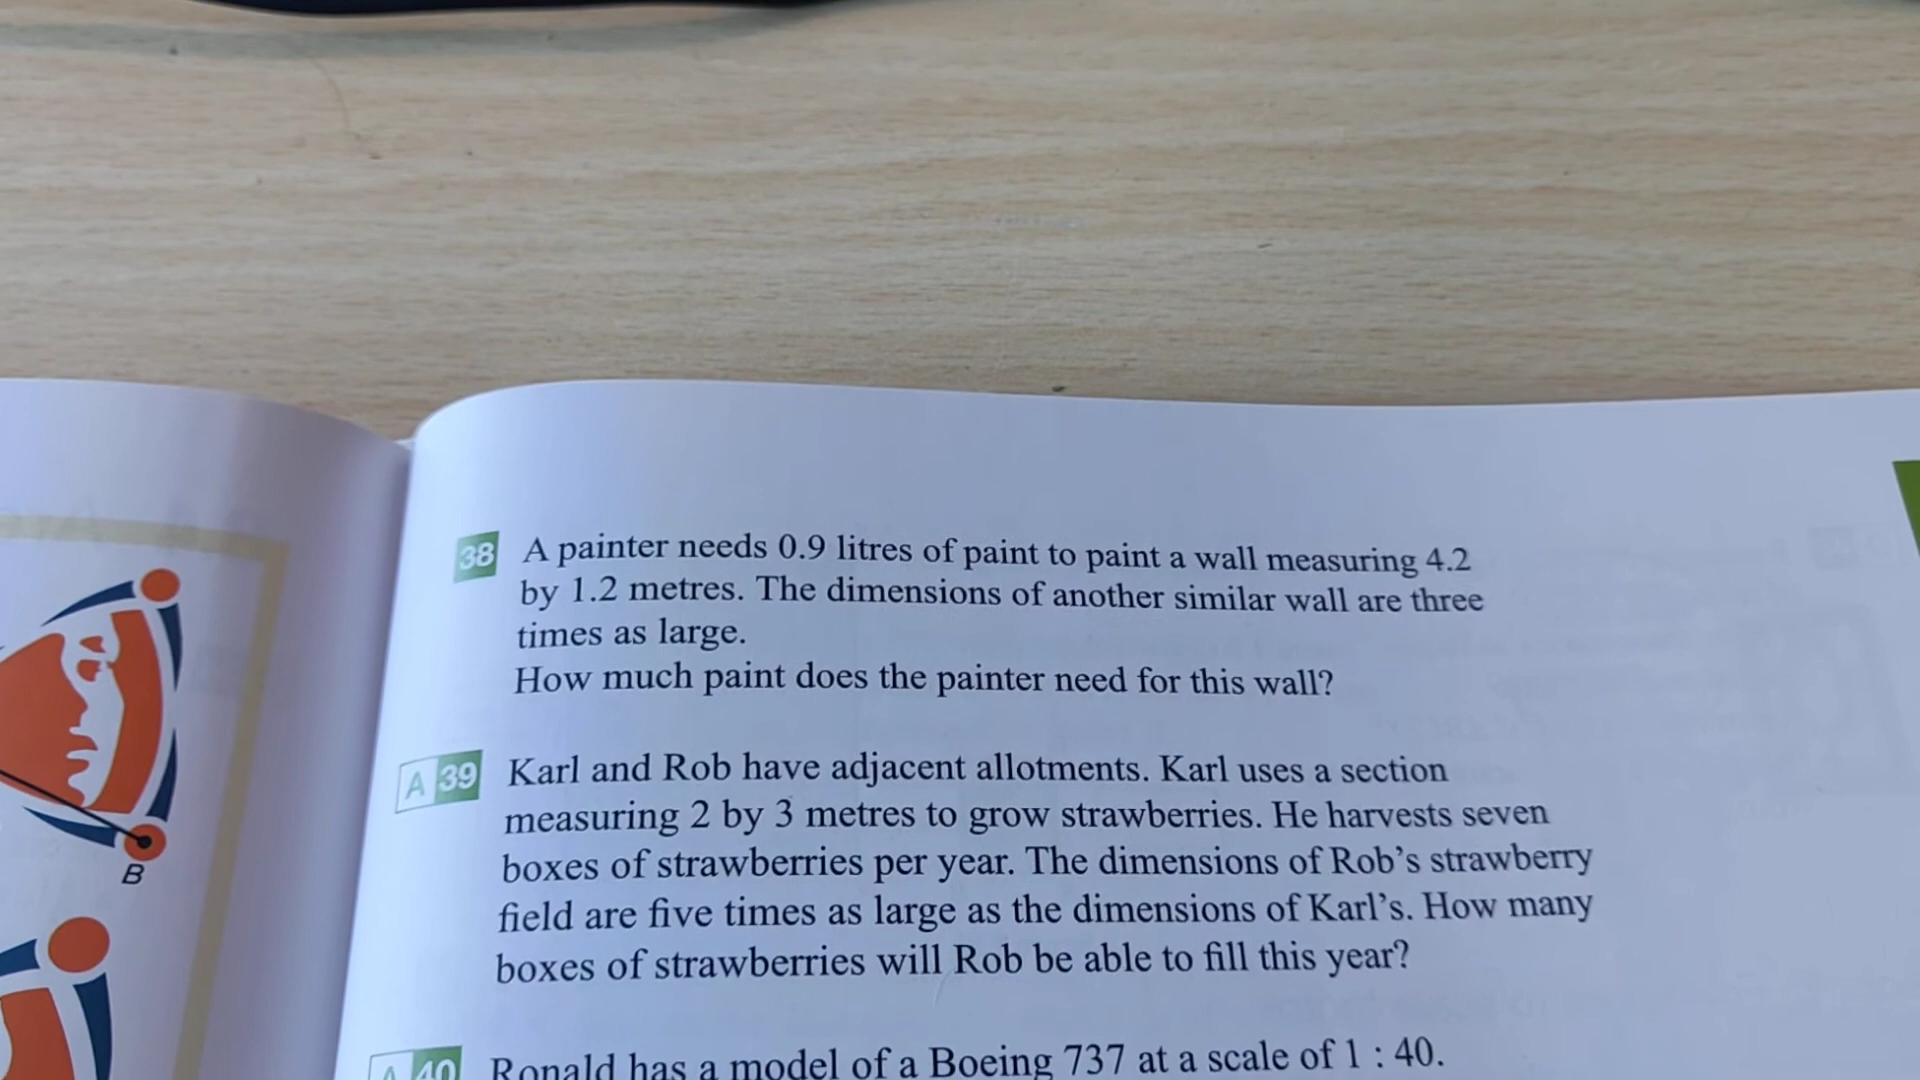 38 A painter needs 0.9 litres of paint to paint a wall measuring 4.2
by 1.2 metres. The dimensions of another similar wall are three
times as large.
How much paint does the painter need for this wall?
A 39 Karl and Rob have adjacent allotments. Karl uses a section
measuring 2 by 3 metres to grow strawberries. He harvests seven
boxes of strawberries per year. The dimensions of Rob's strawberry
field are five times as large as the dimensions of Karl's. How many
boxes of strawberries will Rob be able to fill this year?
A 40 Ronald has a model of a Boeing 737 at a scale of 1 : 40.
B